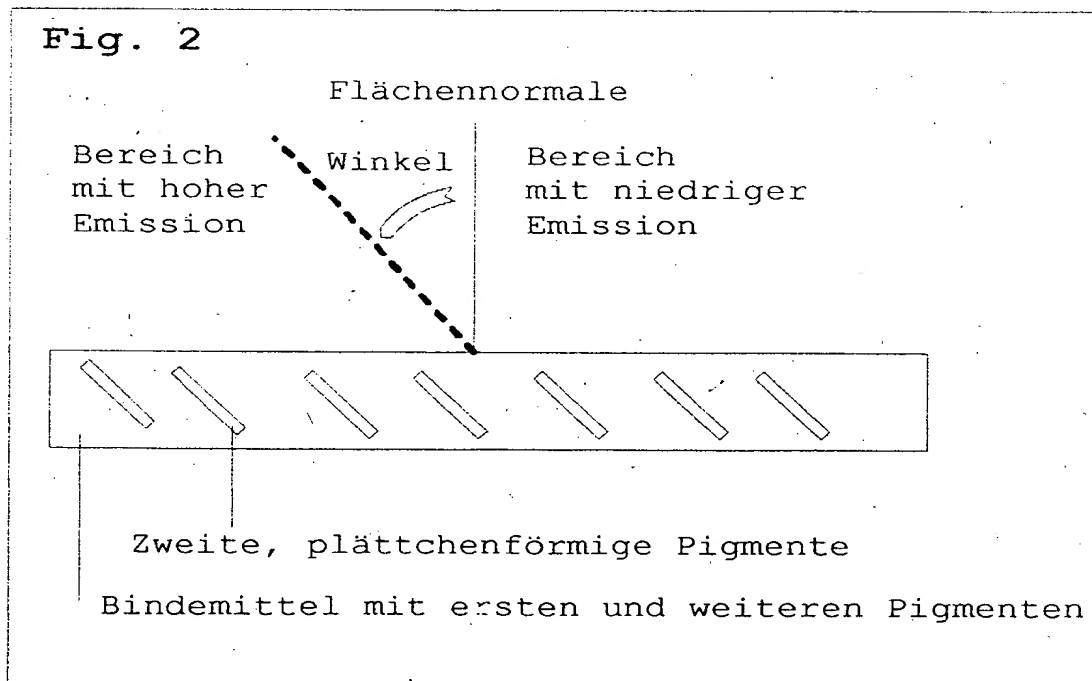 Fig. 2
Flächennormale
Bereich
mit hoher
Emission
Winkel
Bereich
mit niedriger
Emission
Zweite, plättchenförmige Pigmente
Bindemittel mit ersten und weiteren Pigmenten